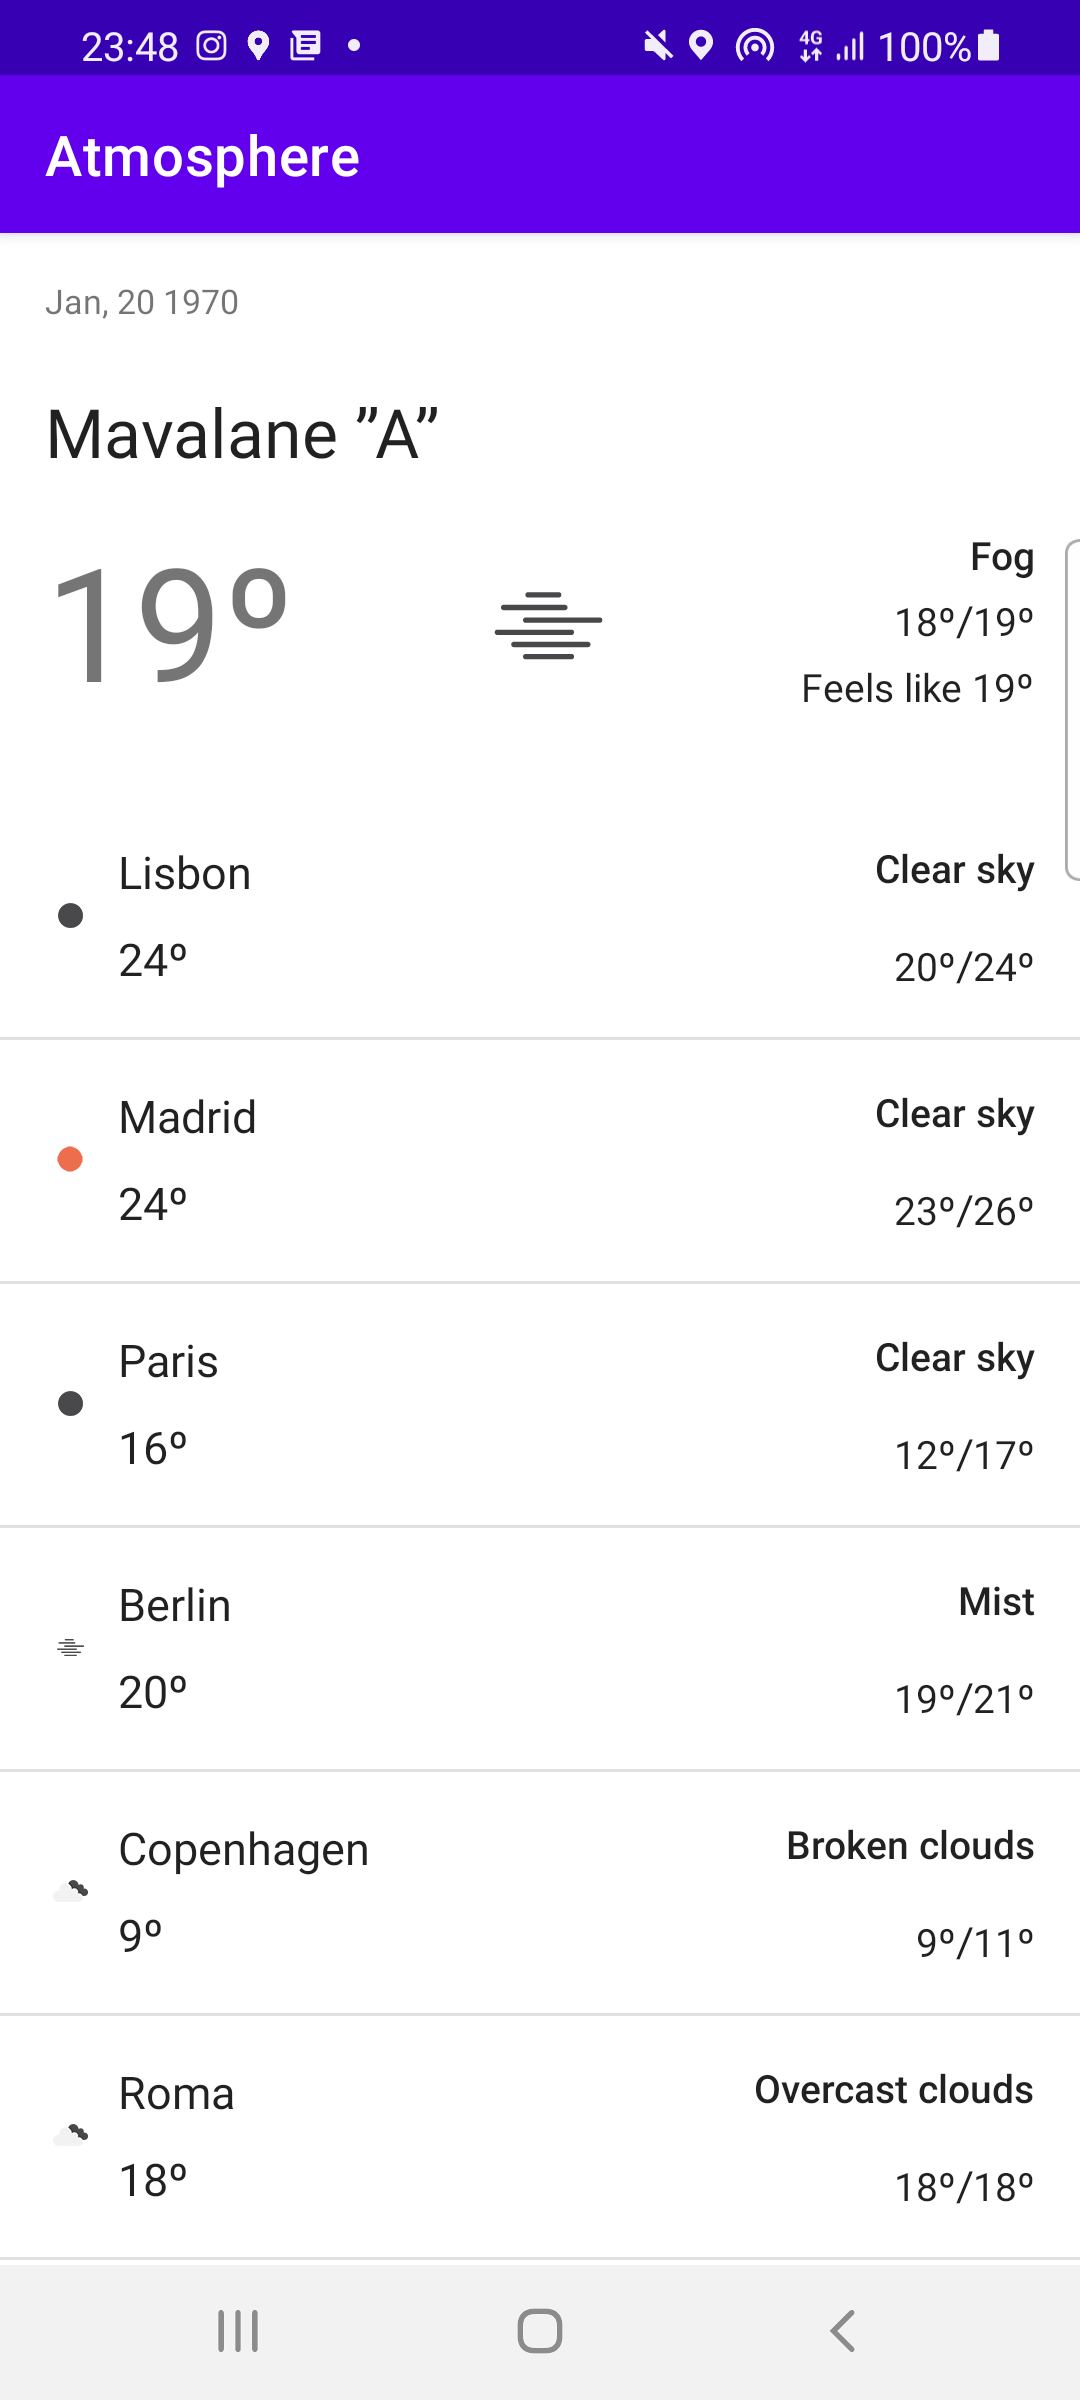 23:48 4G 100%
Atmosphere
Jan, 20 1970
Mavalane ”A”
19º
Fog
18º/19º
Feels like 19º
Lisbon Clear sky
24º 20º/24º
Madrid Clear sky
24º 23º/26º
Paris Clear sky
16º 12º/17º
Berlin Mist
20º 19º/21º
Copenhagen Broken clouds
9º 9º/11º
Roma Overcast clouds
18º 18º/18º